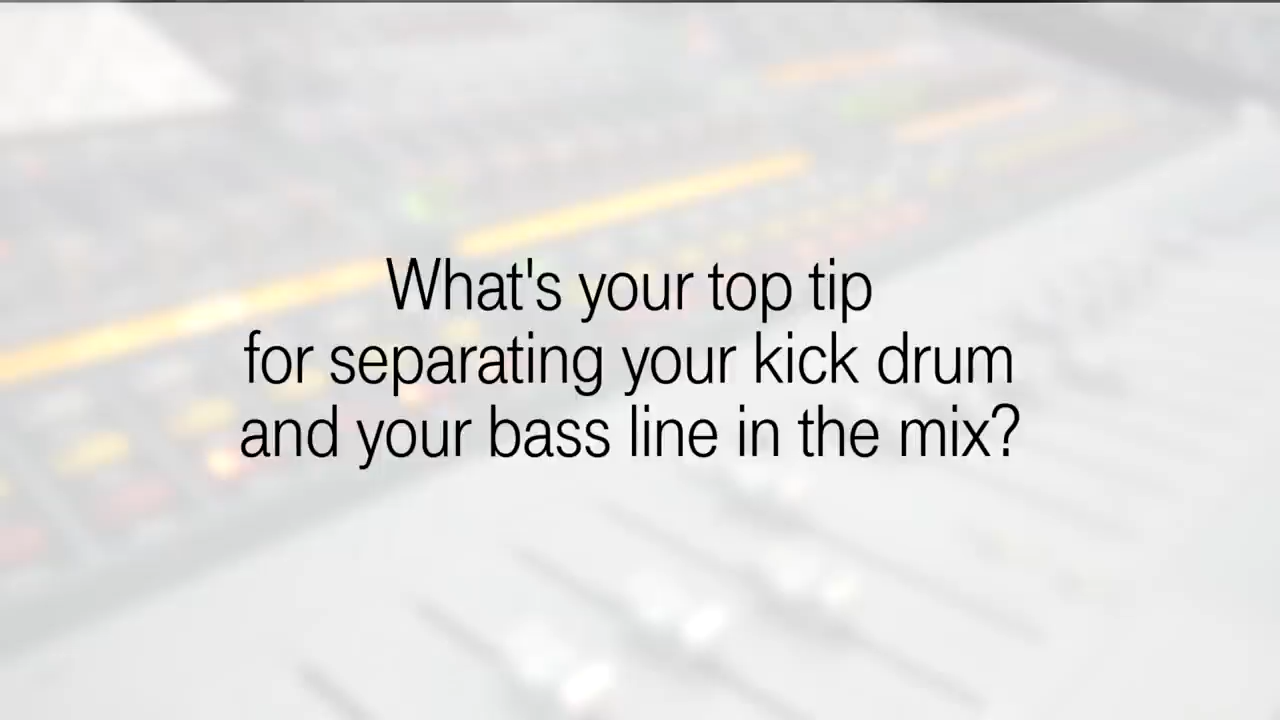 What's your top tip
for separating your kick drum
and your bass line in the mix?